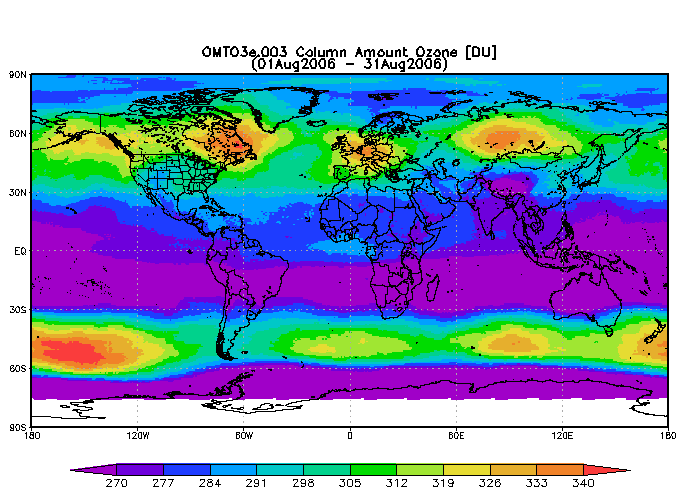 OMTO3e.003 Column Amount Ozone [DU]
(01Aug2006 - 31Aug2006)
90N
60N
30N
EQ
30S
60S
90S
180 120W 60W 0 60E 120E 180
270 277 284 291 298 305 312 319 326 333 340